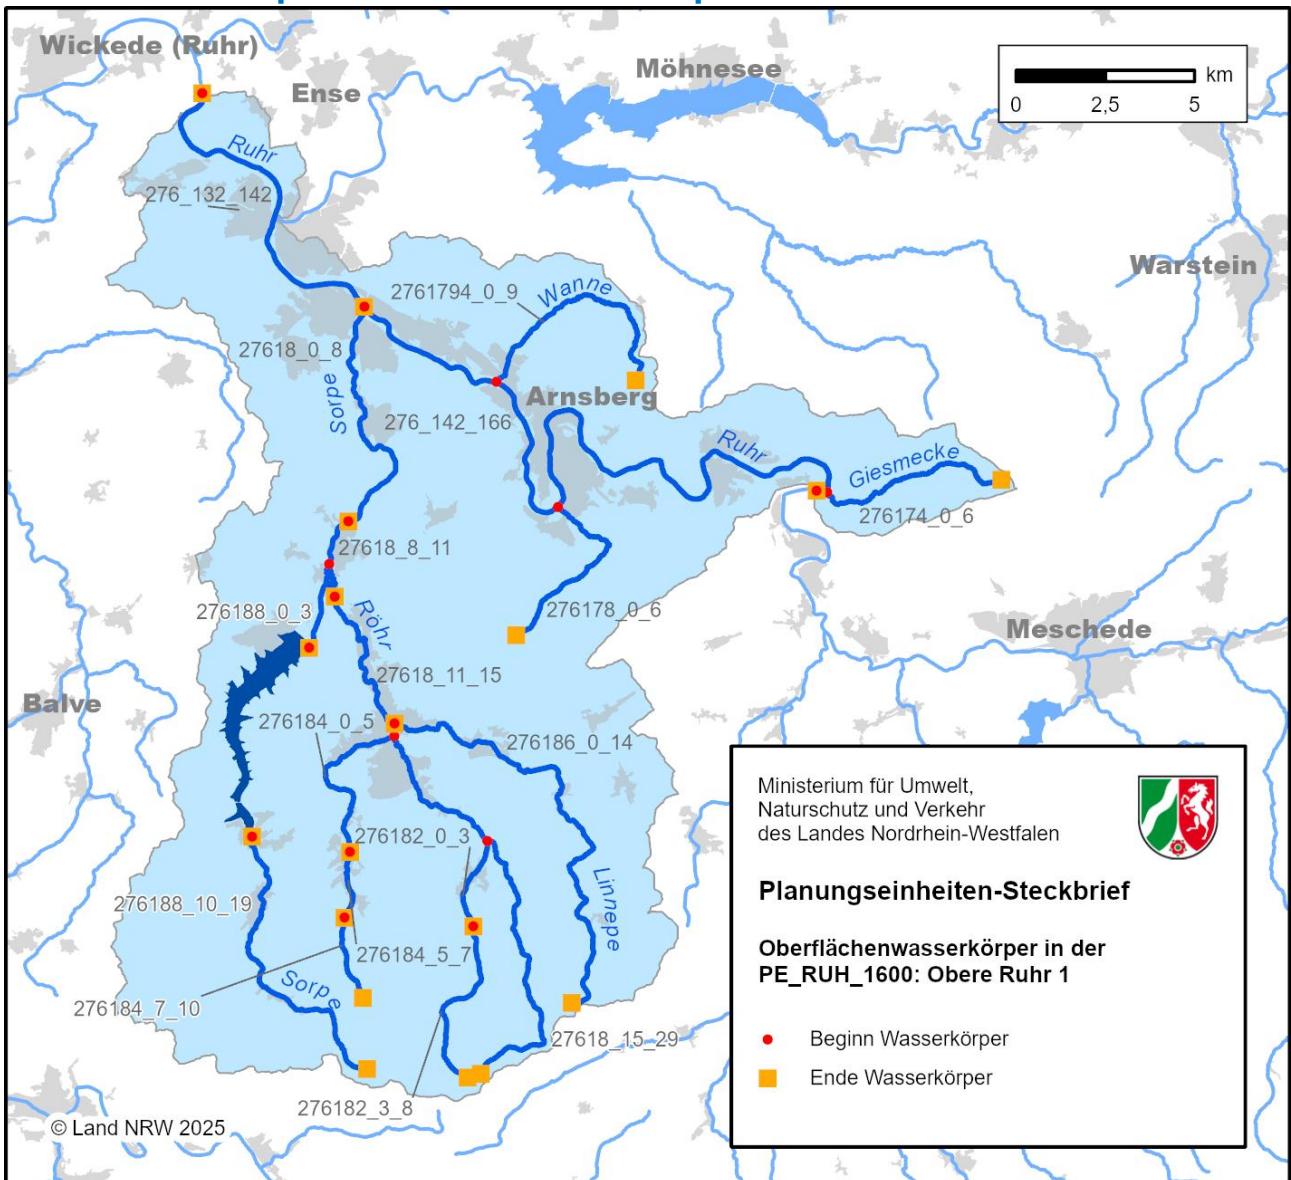 Wickede (Ruhr)
Ense
Möhnesee
km
0 2,5 5
Ruhr
276_132_142
Warstein
2761794_0_9
Wanne
27618_0_8
Sorpe
Arnsberg
276_142_166
Ruhr
Giesmecke
276174_0_6
27618_8_11
276188_0_3
Röhr
276178_0_6
Meschede
27618_11_15
Balve
276184_0_5
276186_0_14
276182_0_3
Linnepe
276188_10_19
276184_5_7
Sorpe
276184_7_10
27618_15_29
276182_3_8
© Land NRW 2025
Ministerium für Umwelt,
Naturschutz und Verkehr
des Landes Nordrhein-Westfalen
Planungseinheiten-Steckbrief
Oberflächenwasserkörper in der
PE_RUH_1600: Obere Ruhr 1
Beginn Wasserkörper
Ende Wasserkörper